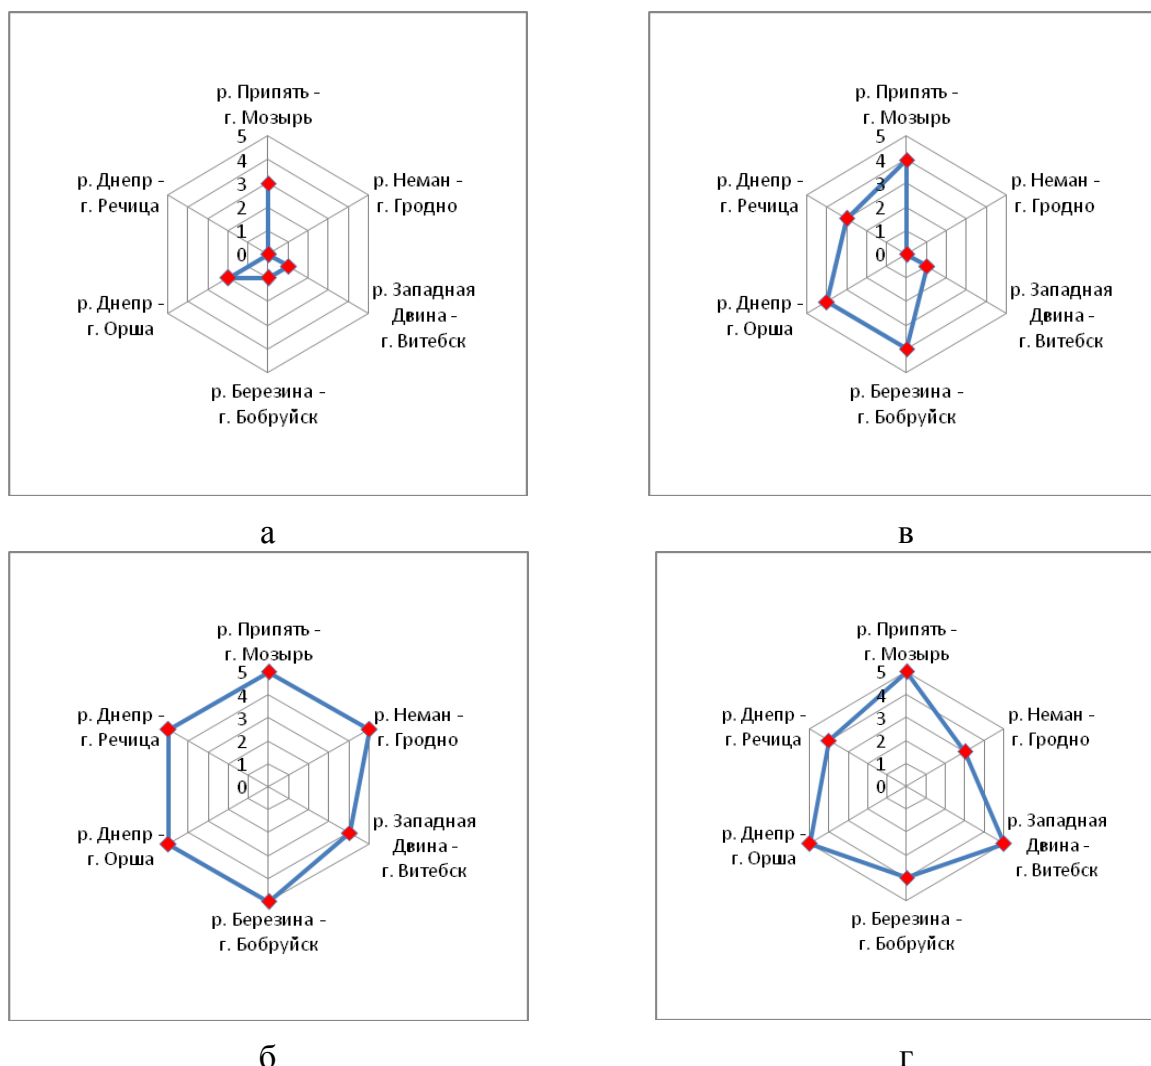 р. Припять -
г. Мозырь
5
4
3
2
1
0
р. Неман -
г. Гродно
р. Западная
Двина -
г. Витебск
р. Березина -
г. Бобруйск
р. Днепр -
г. Орша
р. Днепр -
г. Речица
а
р. Припять -
г. Мозырь
5
4
3
2
1
0
р. Неман -
г. Гродно
р. Западная
Двина -
г. Витебск
р. Березина -
г. Бобруйск
р. Днепр -
г. Орша
р. Днепр -
г. Речица
в
р. Припять -
г. Мозырь
5
4
3
2
1
0
р. Неман -
г. Гродно
р. Западная
Двина -
г. Витебск
р. Березина -
г. Бобруйск
р. Днепр -
г. Орша
р. Днепр -
г. Речица
б
р. Припять -
г. Мозырь
5
4
3
2
1
0
р. Неман -
г. Гродно
р. Западная
Двина -
г. Витебск
р. Березина -
г. Бобруйск
р. Днепр -
г. Орша
р. Днепр -
г. Речица
г